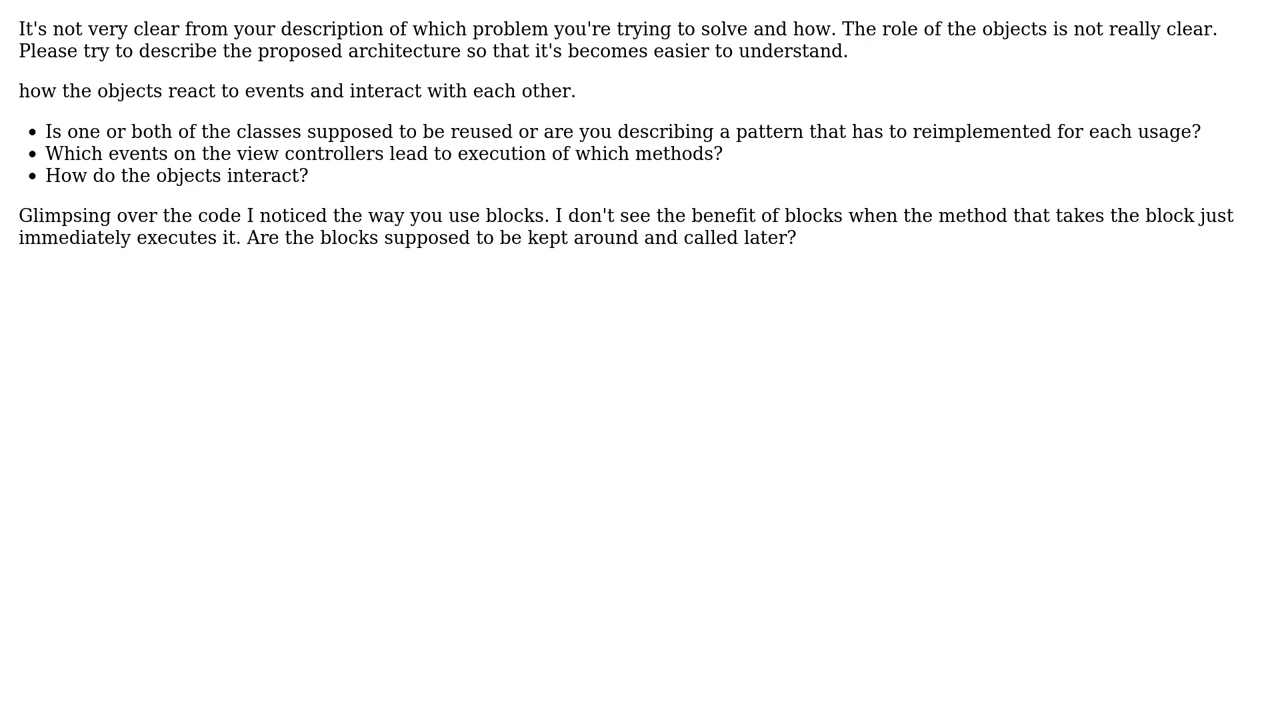 It's not very clear from your description of which problem you're trying to solve and how. The role of the objects is not really clear.
Please try to describe the proposed architecture so that it's becomes easier to understand.
how the objects react to events and interact with each other.
• Is one or both of the classes supposed to be reused or are you describing a pattern that has to reimplemented for each usage?
• Which events on the view controllers lead to execution of which methods?
• How do the objects interact?
Glimpsing over the code I noticed the way you use blocks. I don't see the benefit of blocks when the method that takes the block just
immediately executes it. Are the blocks supposed to be kept around and called later?